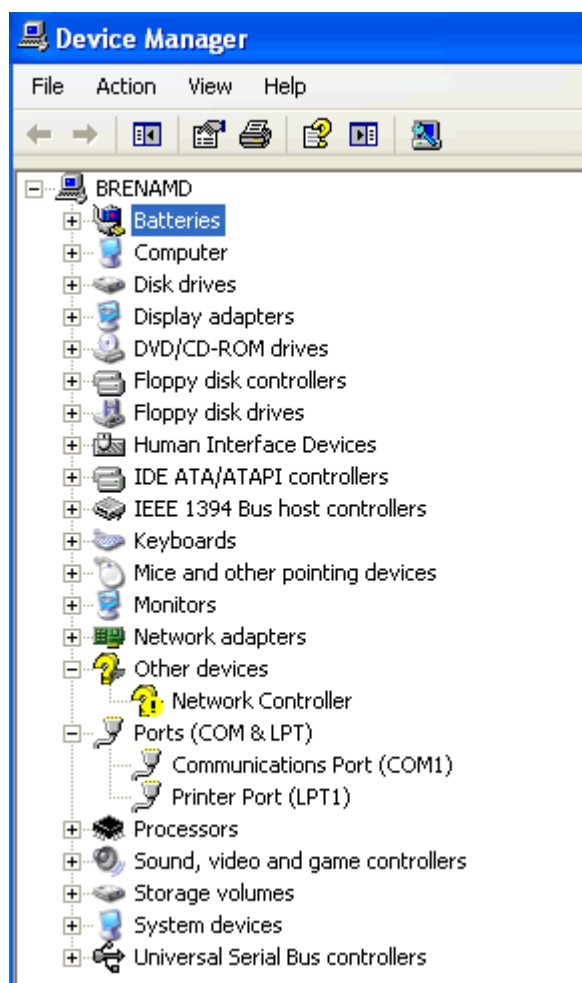 Device Manager
File Action View Help
BRENAMD
Batteries
Computer
Disk drives
Display adapters
DVD/CD-ROM drives
Floppy disk controllers
Floppy disk drives
Human Interface Devices
IDE ATA/ATAPI controllers
IEEE 1394 Bus host controllers
Keyboards
Mice and other pointing devices
Monitors
Network adapters
Other devices
Network Controller
Ports (COM & LPT)
Communications Port (COM1)
Printer Port (LPT1)
Processors
Sound, video and game controllers
Storage volumes
System devices
Universal Serial Bus controllers